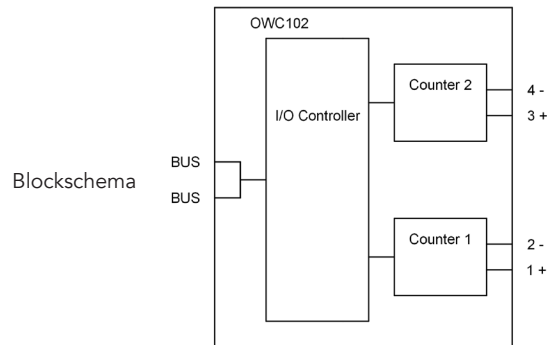 OWC102
Counter 2
4 -
3 +
I/O Controller
BUS
Blockschema
BUS
Counter 1
2 -
1 +